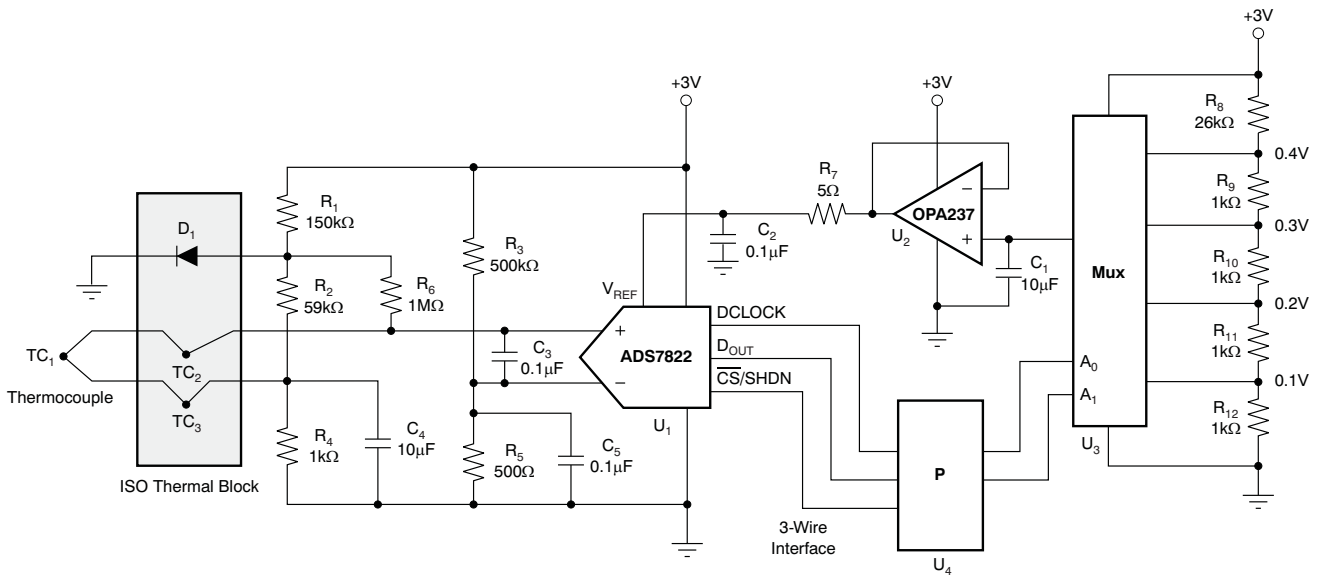 +3V
+3V
+3V
R8
26kΩ
0.4V
R9
1kΩ
0.3V
R10
1kΩ
0.2V
R11
1kΩ
0.1V
R12
1kΩ
Mux
A0
A1
U3
R7
5Ω
OPA237
−
+
U2
C1
10μF
C2
0.1μF
D1
R1
150kΩ
R2
59kΩ
R6
1MΩ
R3
500kΩ
VREF
+
−
ADS7822
U1
DCLOCK
DOUT
CS/SHDN
C3
0.1μF
TC1
Thermocouple
TC2
TC3
R4
1kΩ
C4
10μF
R5
500Ω
C5
0.1μF
ISO Thermal Block
3-Wire
Interface
P
U4